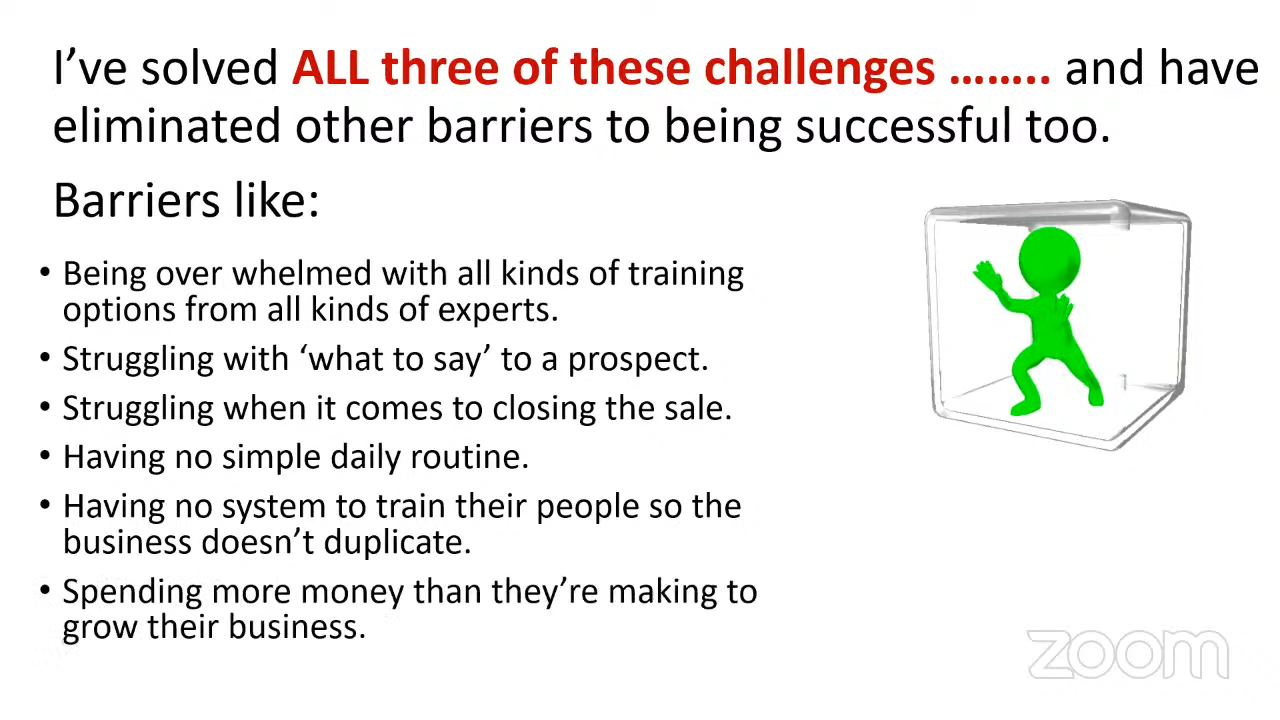 I've solved ALL three of these challenges …….. and have
eliminated other barriers to being successful too.
Barriers like:
• Being over whelmed with all kinds of training
options from all kinds of experts.
• Struggling with ‘what to say’ to a prospect.
• Struggling when it comes to closing the sale.
• Having no simple daily routine.
• Having no system to train their people so the
business doesn’t duplicate.
• Spending more money than they’re making to
grow their business.
zoom